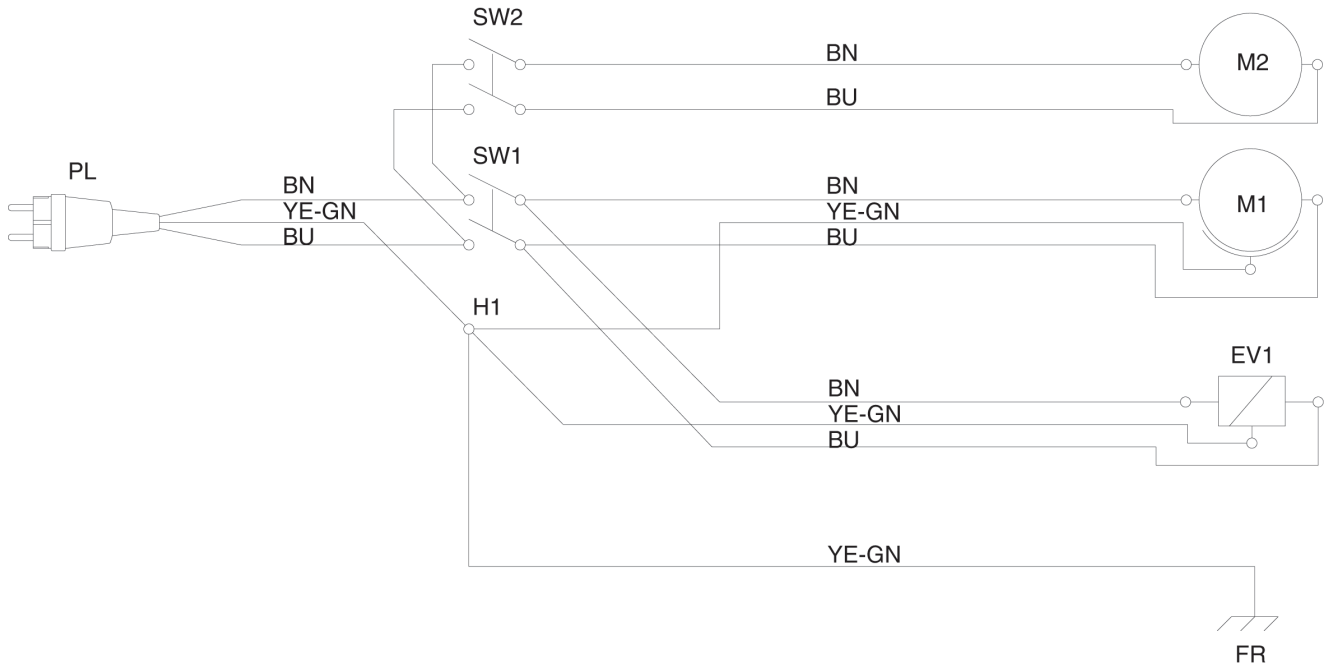 SW2
BN
M2
BU
SW1
PL
BN
BN
M1
YE-GN
YE-GN
BU
BU
H1
EV1
BN
YE-GN
BU
YE-GN
FR